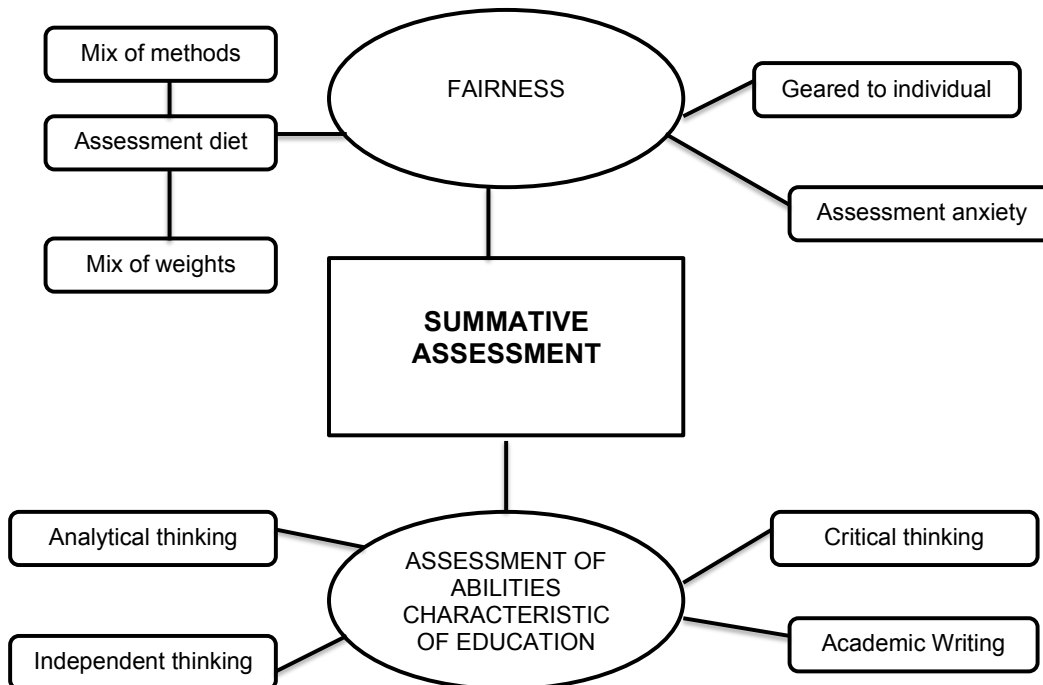 Mix of methods
FAIRNESS
Geared to individual
Assessment diet
Assessment anxiety
Mix of weights
SUMMATIVE
ASSESSMENT
Analytical thinking
ASSESSMENT OF
ABILITIES
CHARACTERISTIC
OF EDUCATION
Critical thinking
Independent thinking
Academic Writing